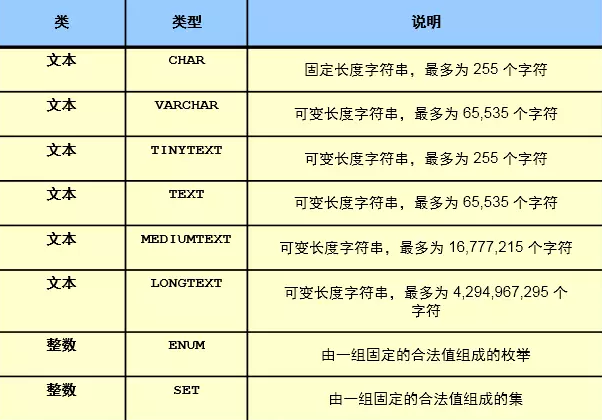 类 类型 说明
文本 CHAR 固定长度字符串，最多为 255 个字符
文本 VARCHAR 可变长度字符串，最多为 65,535 个字符
文本 TINYTEXT 可变长度字符串，最多为 255 个字符
文本 TEXT 可变长度字符串，最多为 65,535 个字符
文本 MEDIUMTEXT 可变长度字符串，最多为 16,777,215 个字符
文本 LONGTEXT 可变长度字符串，最多为 4,294,967,295 个
字符
整数 ENUM 由一组固定的合法值组成的枚举
整数 SET 由一组固定的合法值组成的集